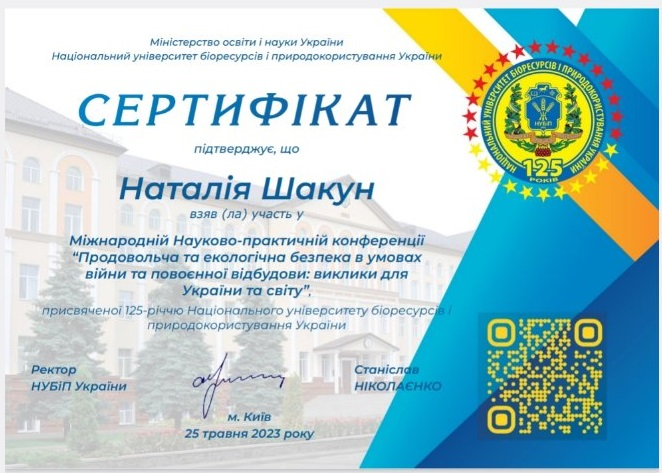 Міністерство освіти і науки України
Національний університет біоресурсів і природокористування України
СЕРТИФІКАТ
підтверджує, що
Наталія Шакун
взяв (ла) участь у
Міжнародній Науково-практичній конференції
“Продовольча та екологічна безпека в умовах
війни та повоєнної відбудови: виклики для
України та світу”,
присвяченої 125-річчю Національного університету біоресурсів і
природокористування України
Ректор
НУБіП України
Станіслав
НІКОЛАЄНКО
м. Київ
25 травня 2023 року
НАЦІОНАЛЬНИЙ УНІВЕРСИТЕТ БІОРЕСУРСІВ І ПРИРОДОКОРИСТУВАННЯ УКРАЇНИ
НУБіП
125
РОКІВ